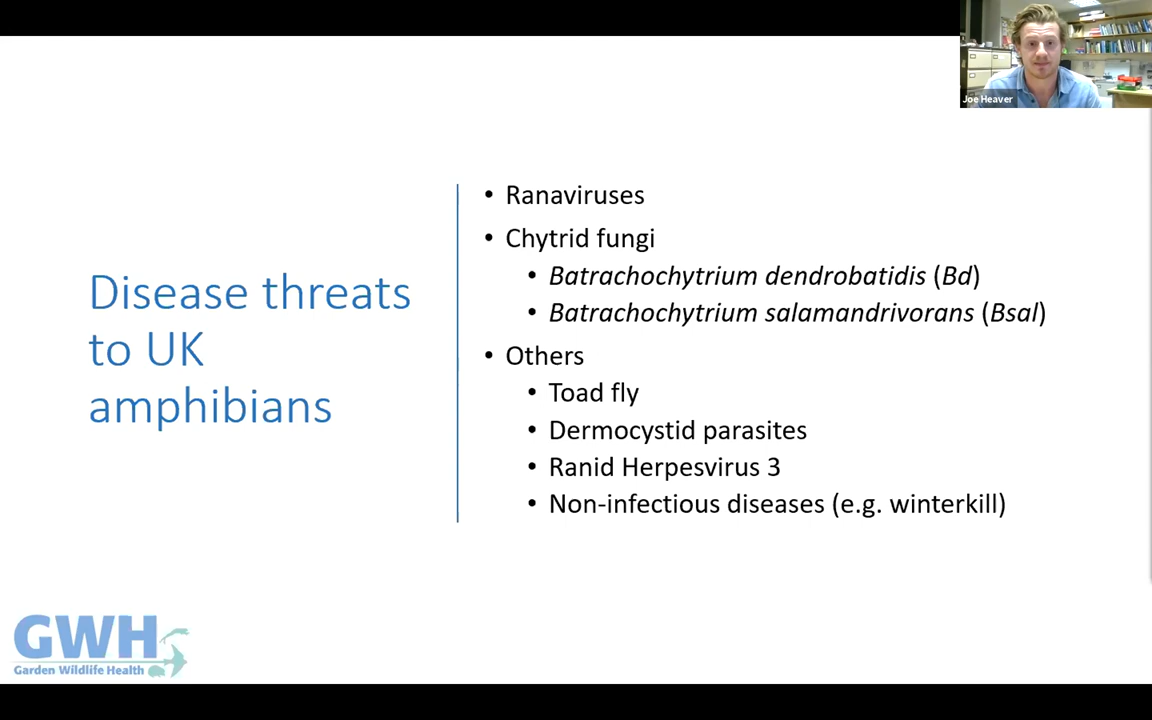 Joe Heaver
Disease threats
to UK
amphibians
• Ranaviruses
• Chytrid fungi
• Batrachochytrium dendrobatidis (Bd)
• Batrachochytrium salamandrivorans (Bsal)
• Others
• Toad fly
• Dermocystid parasites
• Ranid Herpesvirus 3
• Non-infectious diseases (e.g. winterkill)
GWH
Garden Wildlife Health